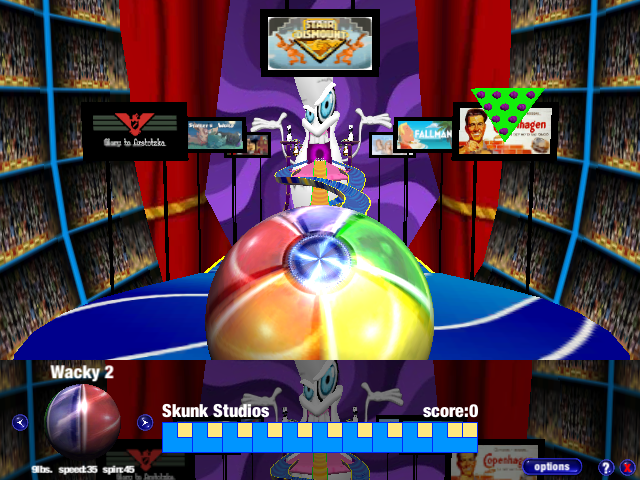 STAIR
DISMOUNT
Glory to Arstotzka.
FALLMAN
hagen
Wacky 2
Skunk Studios
score:0
Copenhagen
9lbs. speed:35 spin:45
options
?
X